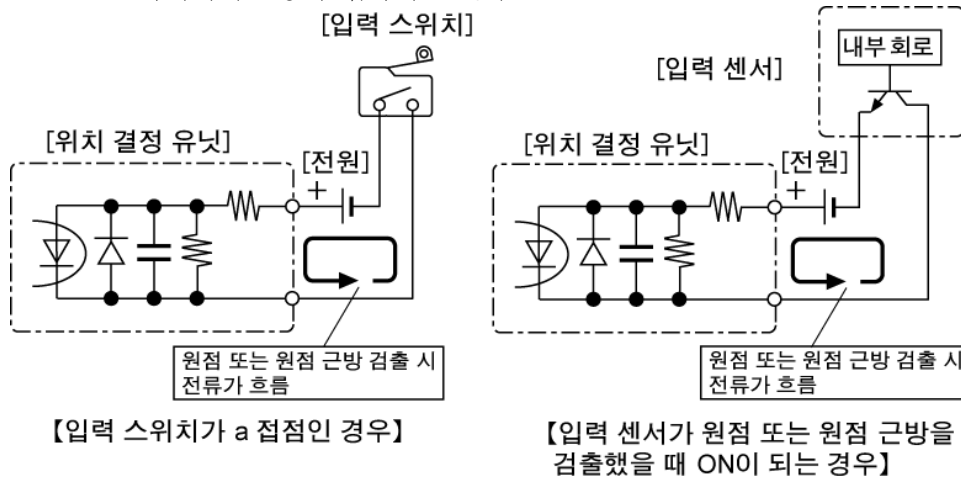 [입력 스위치]
[위치 결정 유닛]
[전원]
+
원점 또는 원점 근방 검출 시
전류가 흐름
【입력 스위치가 a 접점인 경우】
[입력 센서]
내부 회로
[위치 결정 유닛]
[전원]
+
원점 또는 원점 근방 검출 시
전류가 흐름
【입력 센서가 원점 또는 원점 근방을
검출했을 때 ON이 되는 경우】